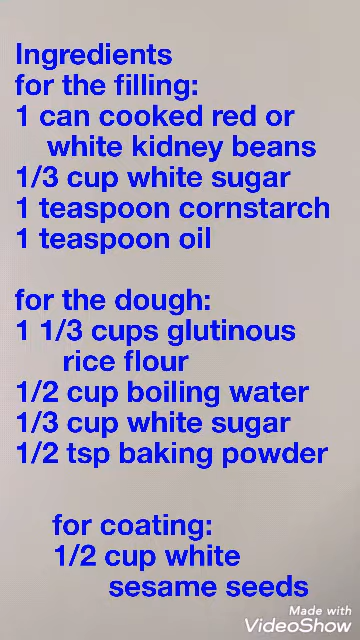 Ingredients
for the filling:
1 can cooked red or
white kidney beans
1/3 cup white sugar
1 teaspoon cornstarch
1 teaspoon oil
for the dough:
1 1/3 cups glutinous
rice flour
1/2 cup boiling water
1/3 cup white sugar
1/2 tsp baking powder
for coating:
1/2 cup white
sesame seeds
Made with
VideoShow